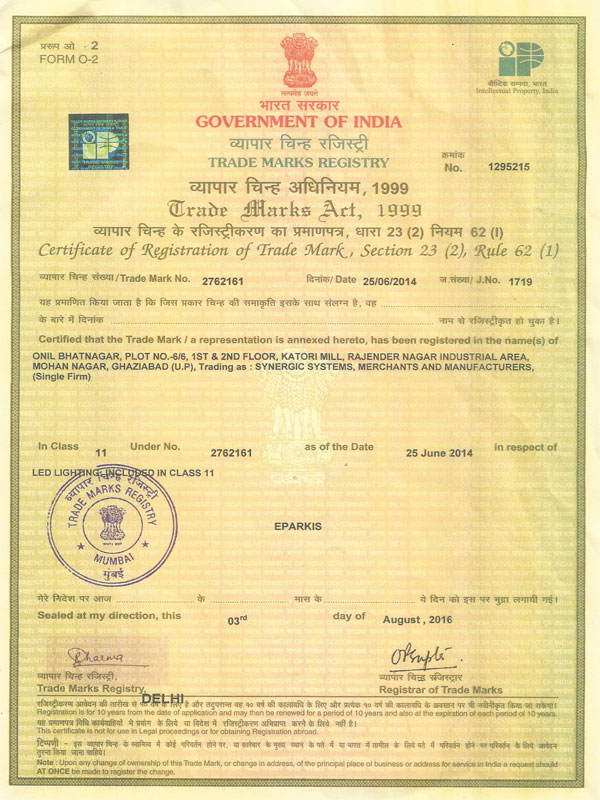 प्ररूप ओ - 2
FORM O-2
सत्यमेव जयते
भारत सरकार
GOVERNMENT OF INDIA
व्यापार चिन्ह रजिस्ट्री
TRADE MARKS REGISTRY
बौद्धिक सम्पदा, भारत
Intellectual Property, India
क्रमांक
No. 1295215
व्यापार चिन्ह अधिनियम, 1999
Trade Marks Act, 1999
व्यापार चिन्ह के रजिस्ट्रीकरण का प्रमाणपत्र, धारा 23 (2) नियम 62 (I)
Certificate of Registration of Trade Mark, Section 23 (2), Rule 62 (1)
व्यापार चिन्ह संख्या/Trade Mark No. 2762161 दिनांक/ Date 25/06/2014 ज.संख्या/ J.No. 1719
यह प्रमाणित किया जाता है कि जिस प्रकार चिन्ह की समाकृति इसके साथ संलग्न है, वह
के बारे में दिनांक नाम से रजिस्ट्रीकृत हो चुका है।
Certified that the Trade Mark / a representation is annexed hereto, has been registered in the name(s) of
ONIL BHATNAGAR, PLOT NO.-6/6, 1ST & 2ND FLOOR, KATORI MILL, RAJENDER NAGAR INDUSTRIAL AREA,
MOHAN NAGAR, GHAZIABAD (U.P), Trading as : SYNERGIC SYSTEMS, MERCHANTS AND MANUFACTURERS,
(Single Firm)
In Class 11 Under No. 2762161 as of the Date 25 June 2014 in respect of
LED LIGHTING; INCLUDED IN CLASS 11
व्यापार चिन्ह रजिस्ट्री
TRADE MARKS REGISTRY
MUMBAI
मुंबई
EPARKIS
मेरे निदेश पर आज के मास के ये दिन को इस पर मुद्रा लगायी गई।
Sealed at my direction, this 03rd day of August, 2016
व्यापार चिन्ह रजिस्ट्री,
Trade Marks Registry, DELHI
व्यापार चिन्ह रजिस्ट्रार
Registrar of Trade Marks
Registration is for 10 years from the date of application and may then be renewed for a period of 10 years and also at the expiration of each period of 10 years.
This certificate is not for use in Legal proceedings or for obtaining Registration abroad.
Note : Upon any change of ownership of this Trade Mark, or change in address, of the principal place of business or address for service in India a request should
AT ONCE be made to register the change.